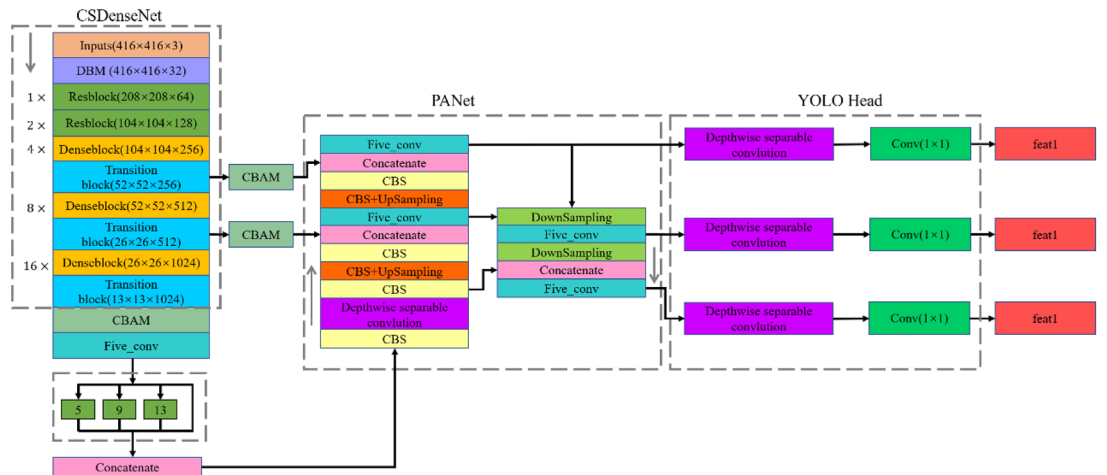 CSDenseNet
Inputs(416×416×3)
DBM (416×416×32)
1 ×
Resblock(208×208×64)
2 ×
Resblock(104×104×128)
4 ×
Denseblock(104×104×256)
Transition
block(52×52×256)
8 ×
Denseblock(52×52×512)
Transition
block(26×26×512)
16 ×
Denseblock(26×26×1024)
Transition
block(13×13×1024)
CBAM
Five_conv
5
9
13
Concatenate
CBAM
CBAM
PANet
Five_conv
Concatenate
CBS
CBS+UpSampling
Five_conv
Concatenate
CBS
CBS+UpSampling
CBS
Depthwise separable
convlution
CBS
DownSampling
Five_conv
DownSampling
Concatenate
Five_conv
YOLO Head
Depthwise separable
convlution
Conv(1×1)
feat1
Depthwise separable
convlution
Conv(1×1)
feat1
Depthwise separable
convlution
Conv(1×1)
feat1